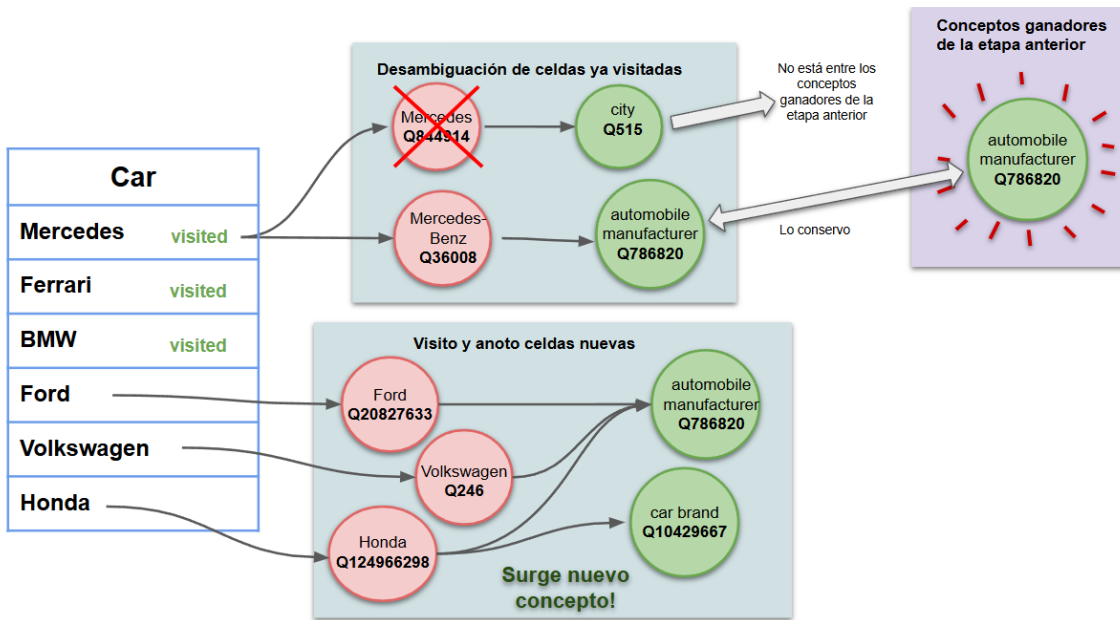 Car
Mercedes visited
Ferrari visited
BMW visited
Ford
Volkswagen
Honda
Desambiguación de celdas ya visitadas
Mercedes
Q844914
city
Q515
Mercedes-
Benz
Q36008
automobile
manufacturer
Q786820
No está entre los
conceptos
ganadores de la
etapa anterior
Lo conservo
Conceptos ganadores
de la etapa anterior
automobile
manufacturer
Q786820
Visito y anoto celdas nuevas
Ford
Q20827633
Volkswagen
Q246
Honda
Q124966298
automobile
manufacturer
Q786820
car brand
Q10429667
Surge nuevo
concepto!